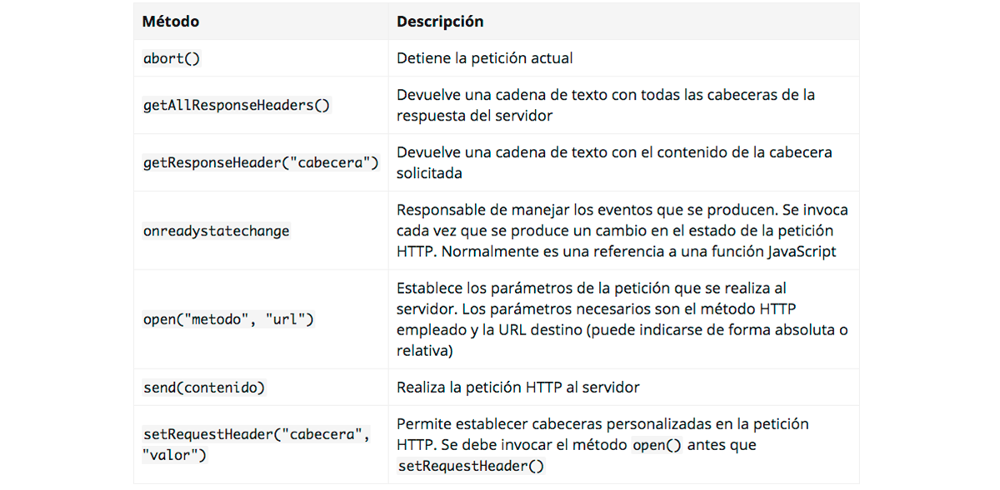 Método Descripción
abort() Detiene la petición actual
getAllResponseHeaders() Devuelve una cadena de texto con todas las cabeceras de la
respuesta del servidor
getResponseHeader("cabecera") Devuelve una cadena de texto con el contenido de la cabecera
solicitada
onreadystatechange Responsable de manejar los eventos que se producen. Se invoca
cada vez que se produce un cambio en el estado de la petición
HTTP. Normalmente es una referencia a una función JavaScript
open("metodo", "url") Establece los parámetros de la petición que se realiza al
servidor. Los parámetros necesarios son el método HTTP
empleado y la URL destino (puede indicarse de forma absoluta o
relativa)
send(contenido) Realiza la petición HTTP al servidor
setRequestHeader("cabecera",
"valor") Permite establecer cabeceras personalizadas en la petición
HTTP. Se debe invocar el método open() antes que
setRequestHeader()